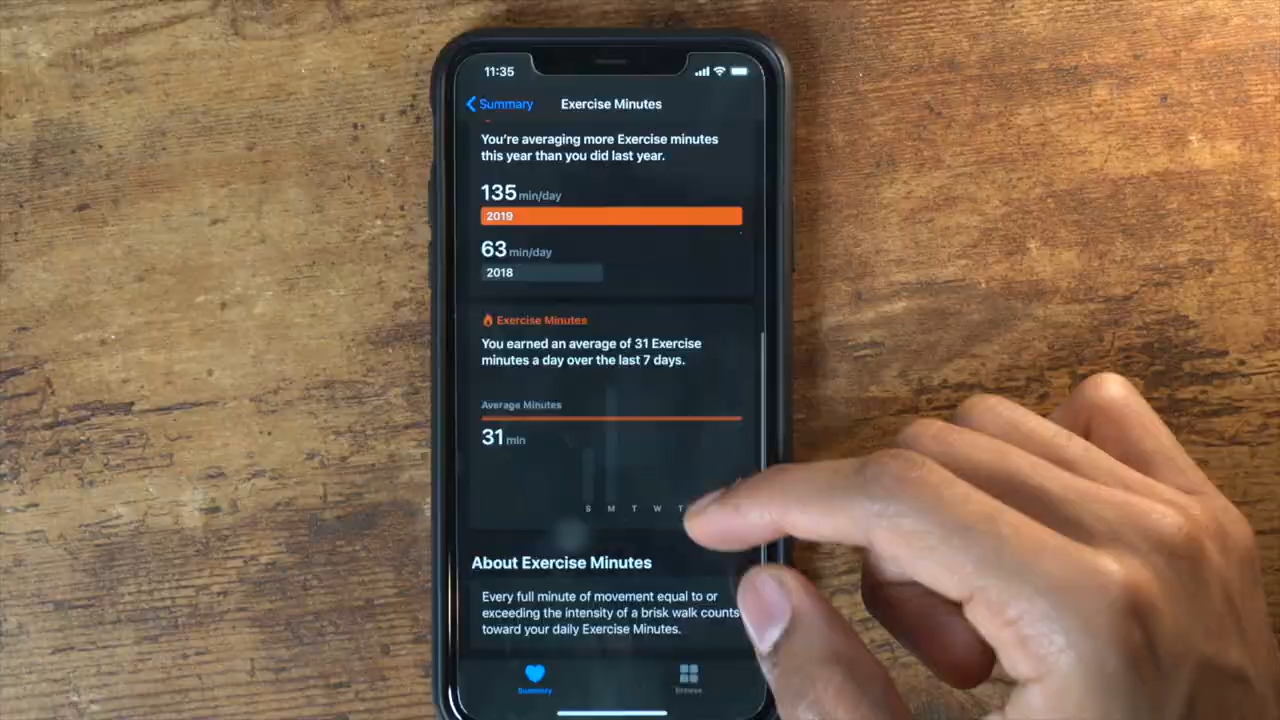 11:35
Summary
Exercise Minutes
You're averaging more Exercise minutes
this year than you did last year.
135 min/day
2019
63 min/day
2018
Exercise Minutes
You earned an average of 31 Exercise
minutes a day over the last 7 days.
Average Minutes
31 min
S M T W T
About Exercise Minutes
Every full minute of movement equal to or
exceeding the intensity of a brisk walk counts
toward your daily Exercise Minutes.
Summary
Browse